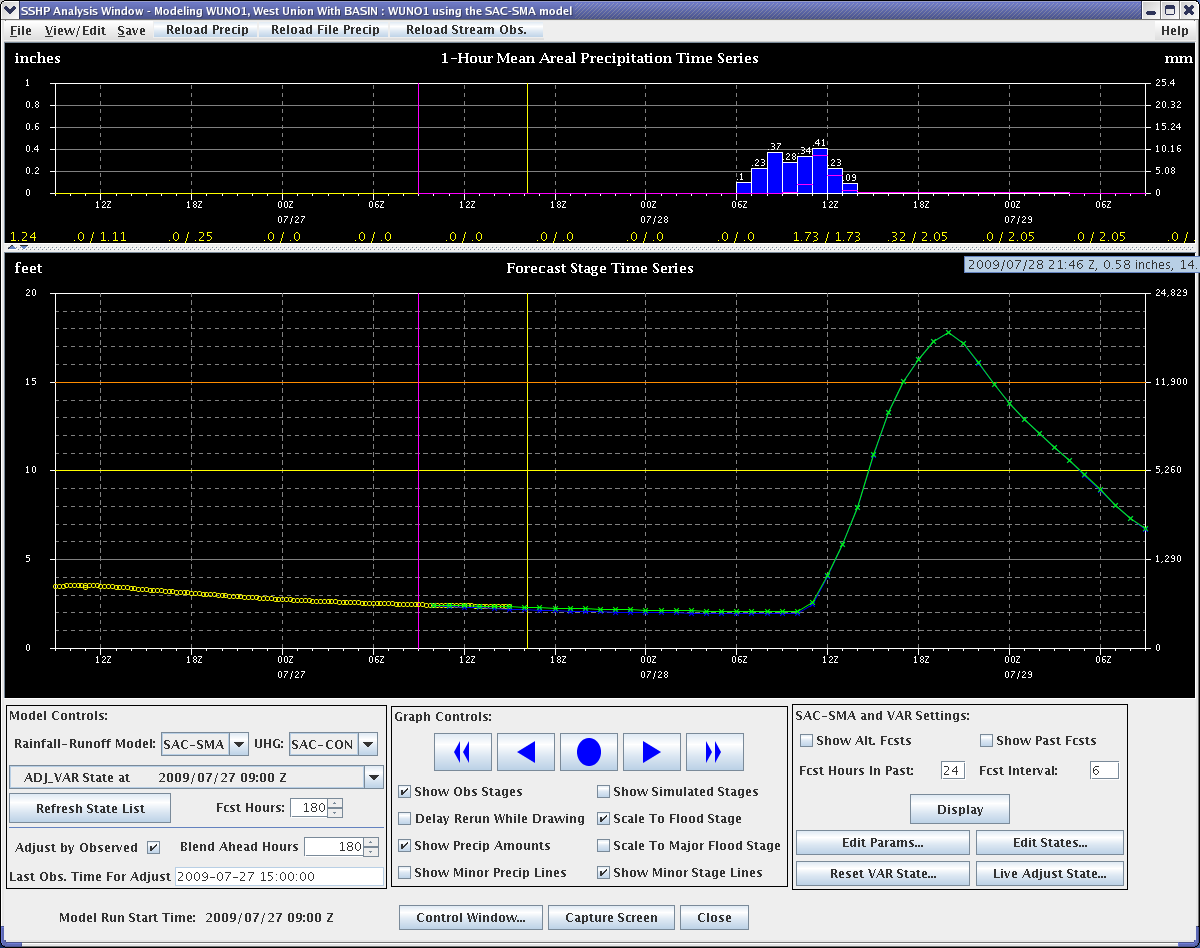 SSHP Analysis Window - Modeling WUNO1, West Union With BASIN : WUNO1 using the SAC-SMA model
File View/Edit Save Reload Precip Reload File Precip Reload Stream Obs. Help
inches 1-Hour Mean Areal Precipitation Time Series mm
1 25.4
0.8 20.32
0.6 15.24
0.4 .37 .34 .41 10.16
0.2 .1 .23 .28 .23 .09 5.08
0 0
12Z 18Z 00Z 06Z 12Z 18Z 00Z 06Z 12Z 18Z 00Z 06Z
07/27 07/28 07/29
1.24 .0 / 1.11 .0 / .25 .0 / .0 .0 / .0 .0 / .0 .0 / .0 .0 / .0 .0 / .0 1.73 / 1.73 .32 / 2.05 .0 / 2.05 .0 / 2.05 .0 /
feet Forecast Stage Time Series 2009/07/28 21:46 Z, 0.58 inches, 14.
20 24,829
15 11,900
10 5,260
5 1,290
0 0
12Z 18Z 00Z 06Z 12Z 18Z 00Z 06Z 12Z 18Z 00Z 06Z
07/27 07/28 07/29
Model Controls:
Rainfall-Runoff Model: SAC-SMA UHG: SAC-CON
ADJ_VAR State at 2009/07/27 09:00 Z
Refresh State List Fcst Hours: 180
Adjust by Observed Blend Ahead Hours 180
Last Obs. Time For Adjust 2009-07-27 15:00:00
Graph Controls:
Show Obs Stages Show Simulated Stages
Delay Rerun While Drawing Scale To Flood Stage
Show Precip Amounts Scale To Major Flood Stage
Show Minor Precip Lines Show Minor Stage Lines
SAC-SMA and VAR Settings:
Show Alt. Fcsts Show Past Fcsts
Fcst Hours In Past: 24 Fcst Interval: 6
Display
Edit Params... Edit States...
Reset VAR State... Live Adjust State...
Model Run Start Time: 2009/07/27 09:00 Z Control Window... Capture Screen Close